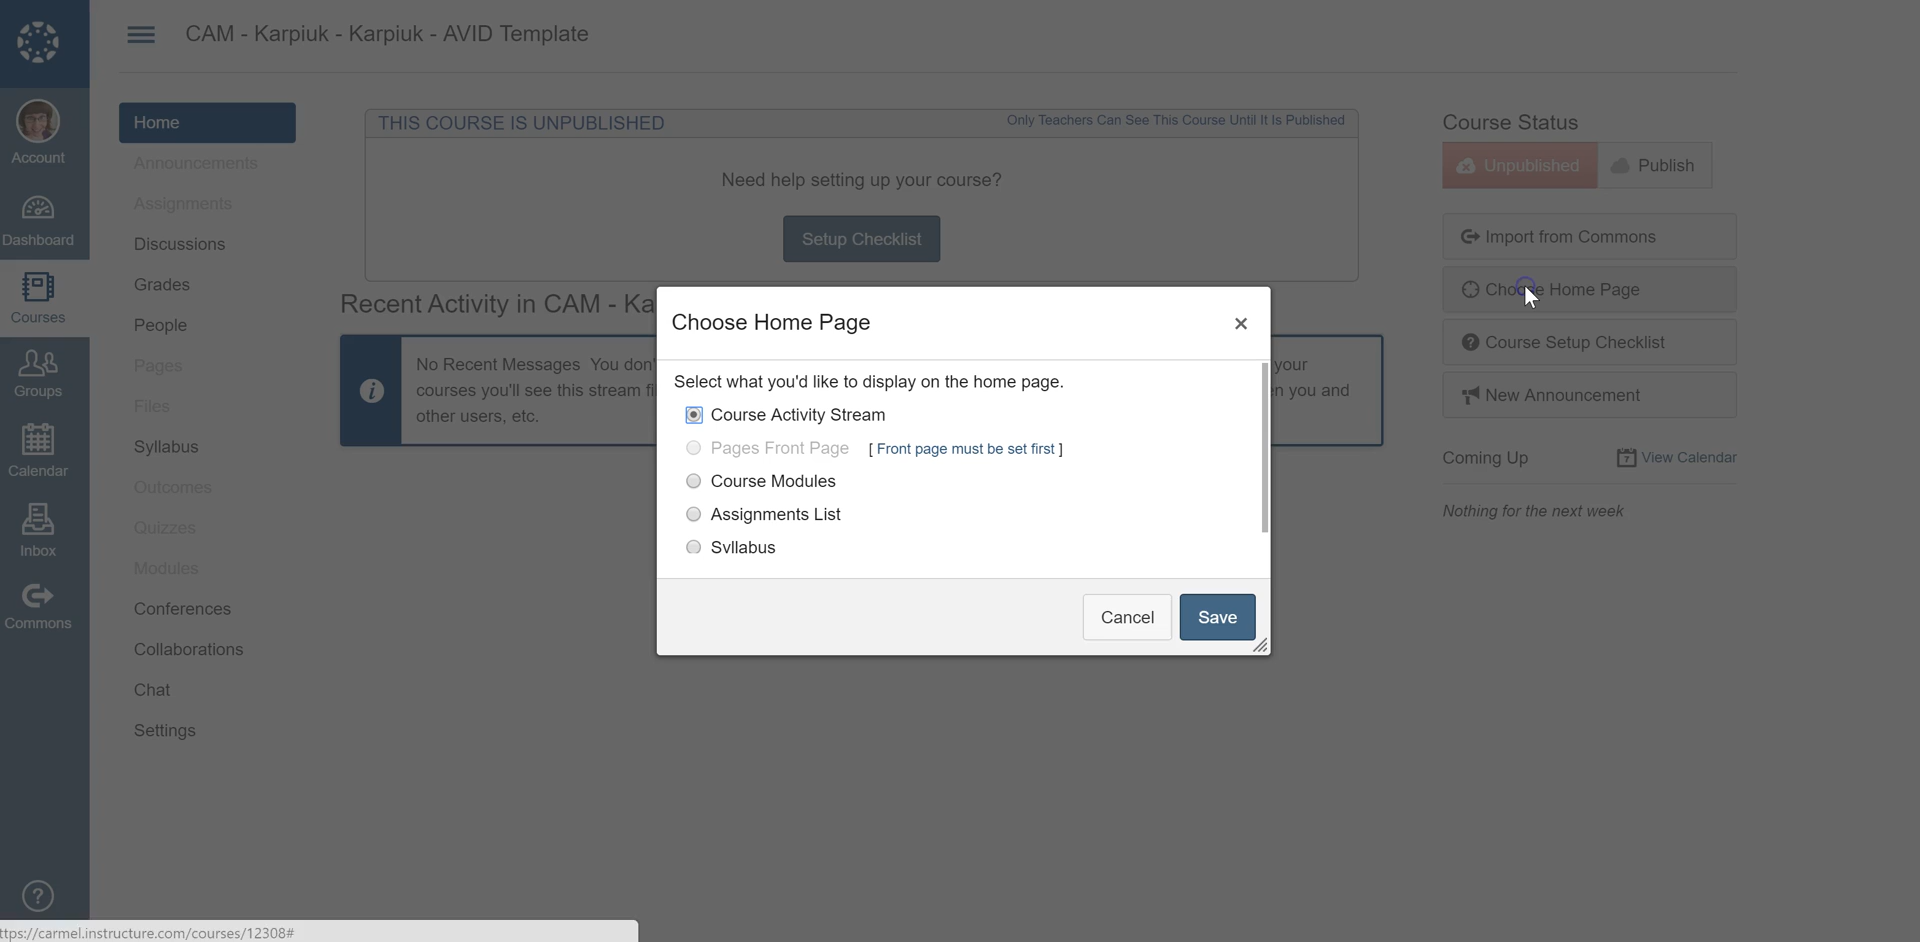 CAM - Karpiuk - Karpiuk - AVID Template
Account
Dashboard
Courses
Groups
Calendar
Inbox
Commons
Home
Announcements
Assignments
Discussions
Grades
People
Pages
Files
Syllabus
Outcomes
Quizzes
Modules
Conferences
Collaborations
Chat
Settings
THIS COURSE IS UNPUBLISHED
Only Teachers Can See This Course Until It Is Published
Need help setting up your course?
Setup Checklist
Recent Activity in CAM - Ka
No Recent Messages You don'
your
courses you'll see this stream fi
n you and
other users, etc.
Choose Home Page
Select what you'd like to display on the home page.
Course Activity Stream
Pages Front Page [ Front page must be set first ]
Course Modules
Assignments List
Syllabus
Cancel
Save
Course Status
Unpublished
Publish
Import from Commons
Choose Home Page
Course Setup Checklist
New Announcement
Coming Up
7 View Calendar
Nothing for the next week
ttps://carmel.instructure.com/courses/12308#